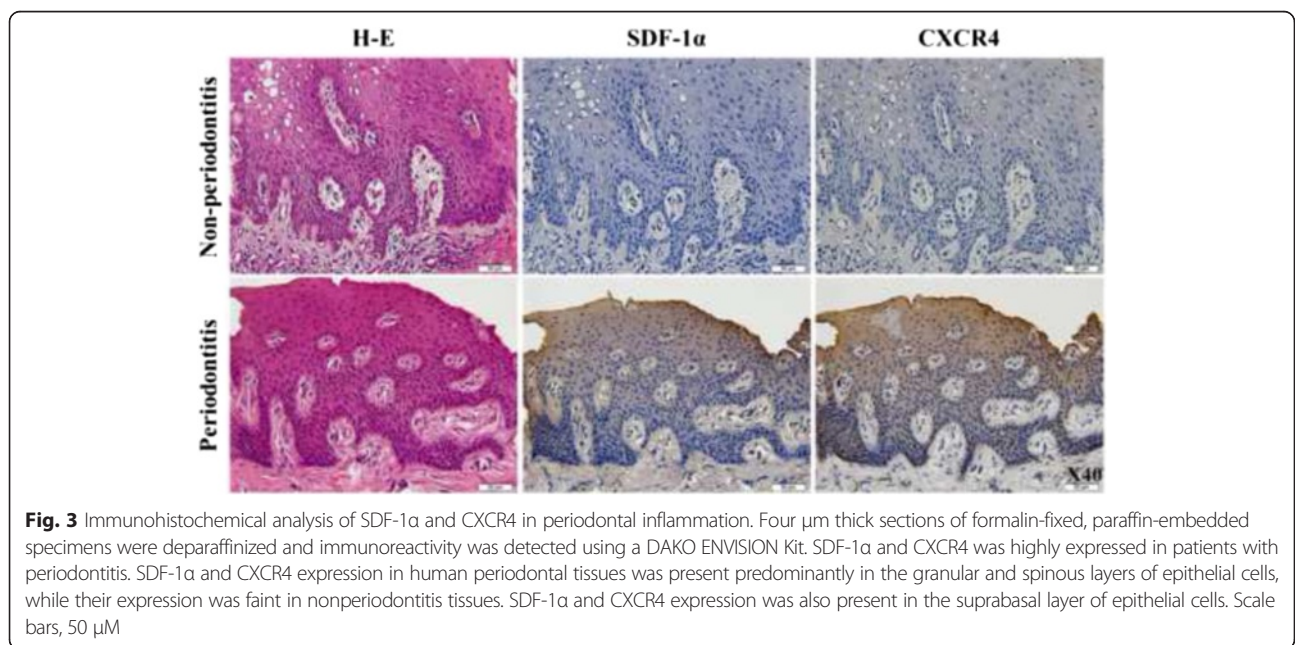 H-E SDF-1α CXCR4
Non-periodontitis
Periodontitis
X40
Fig. 3 Immunohistochemical analysis of SDF-1α and CXCR4 in periodontal inflammation. Four μm thick sections of formalin-fixed, paraffin-embedded
specimens were deparaffinized and immunoreactivity was detected using a DAKO ENVISION Kit. SDF-1α and CXCR4 was highly expressed in patients with
periodontitis. SDF-1α and CXCR4 expression in human periodontal tissues was present predominantly in the granular and spinous layers of epithelial cells,
while their expression was faint in nonperiodontitis tissues. SDF-1α and CXCR4 expression was also present in the suprabasal layer of epithelial cells. Scale
bars, 50 μM